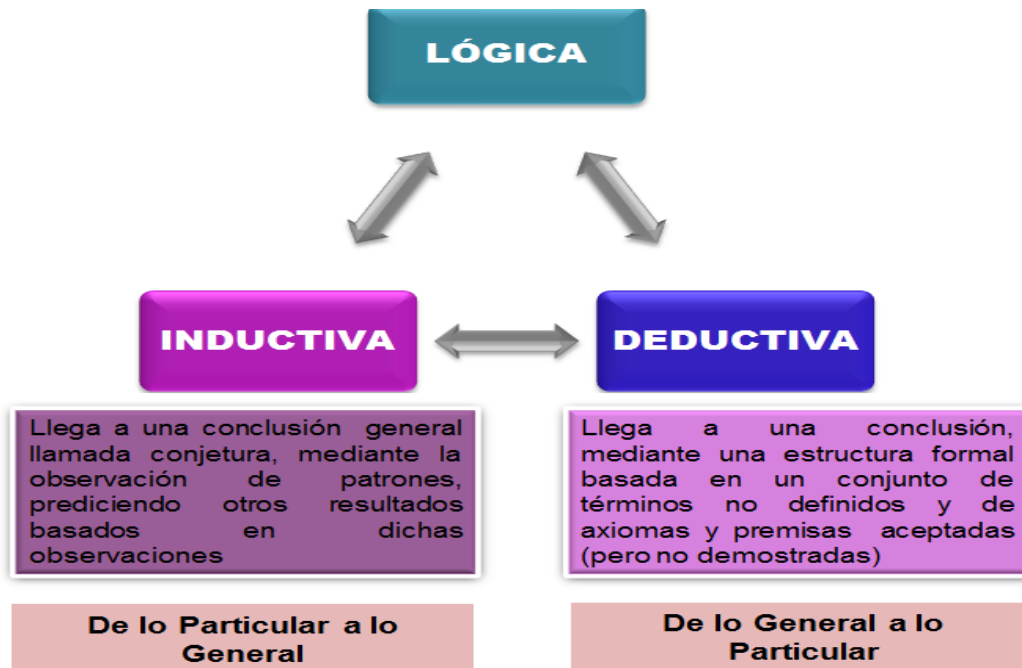 LÓGICA
INDUCTIVA
DEDUCTIVA
Llega a una conclusión general
llamada conjetura, mediante la
observación de patrones,
prediciendo otros resultados
basados en dichas
observaciones
Llega a una conclusión,
mediante una estructura formal
basada en un conjunto de
términos no definidos y de
axiomas y premisas aceptadas
(pero no demostradas)
De lo Particular a lo
General
De lo General a lo
Particular